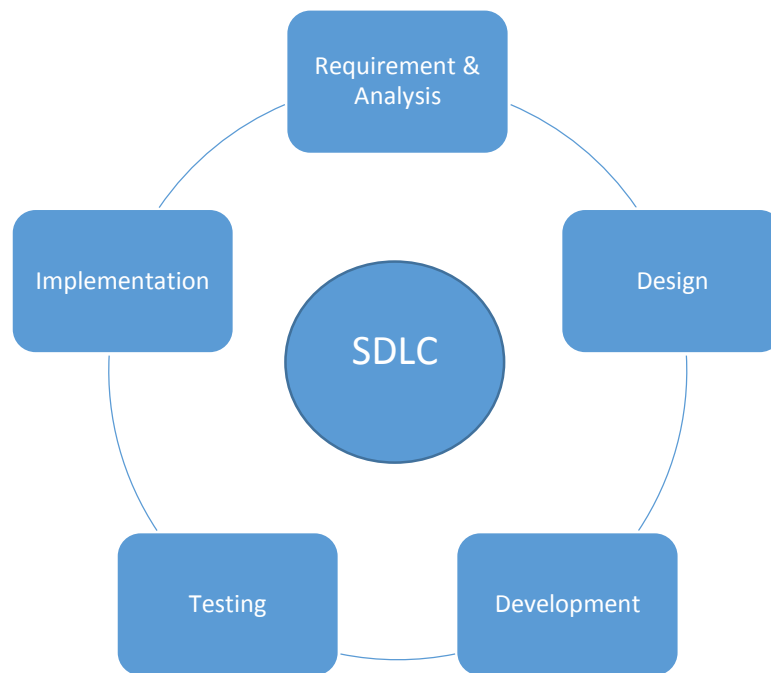 Requirement &
Analysis
Implementation
Design
SDLC
Testing
Development